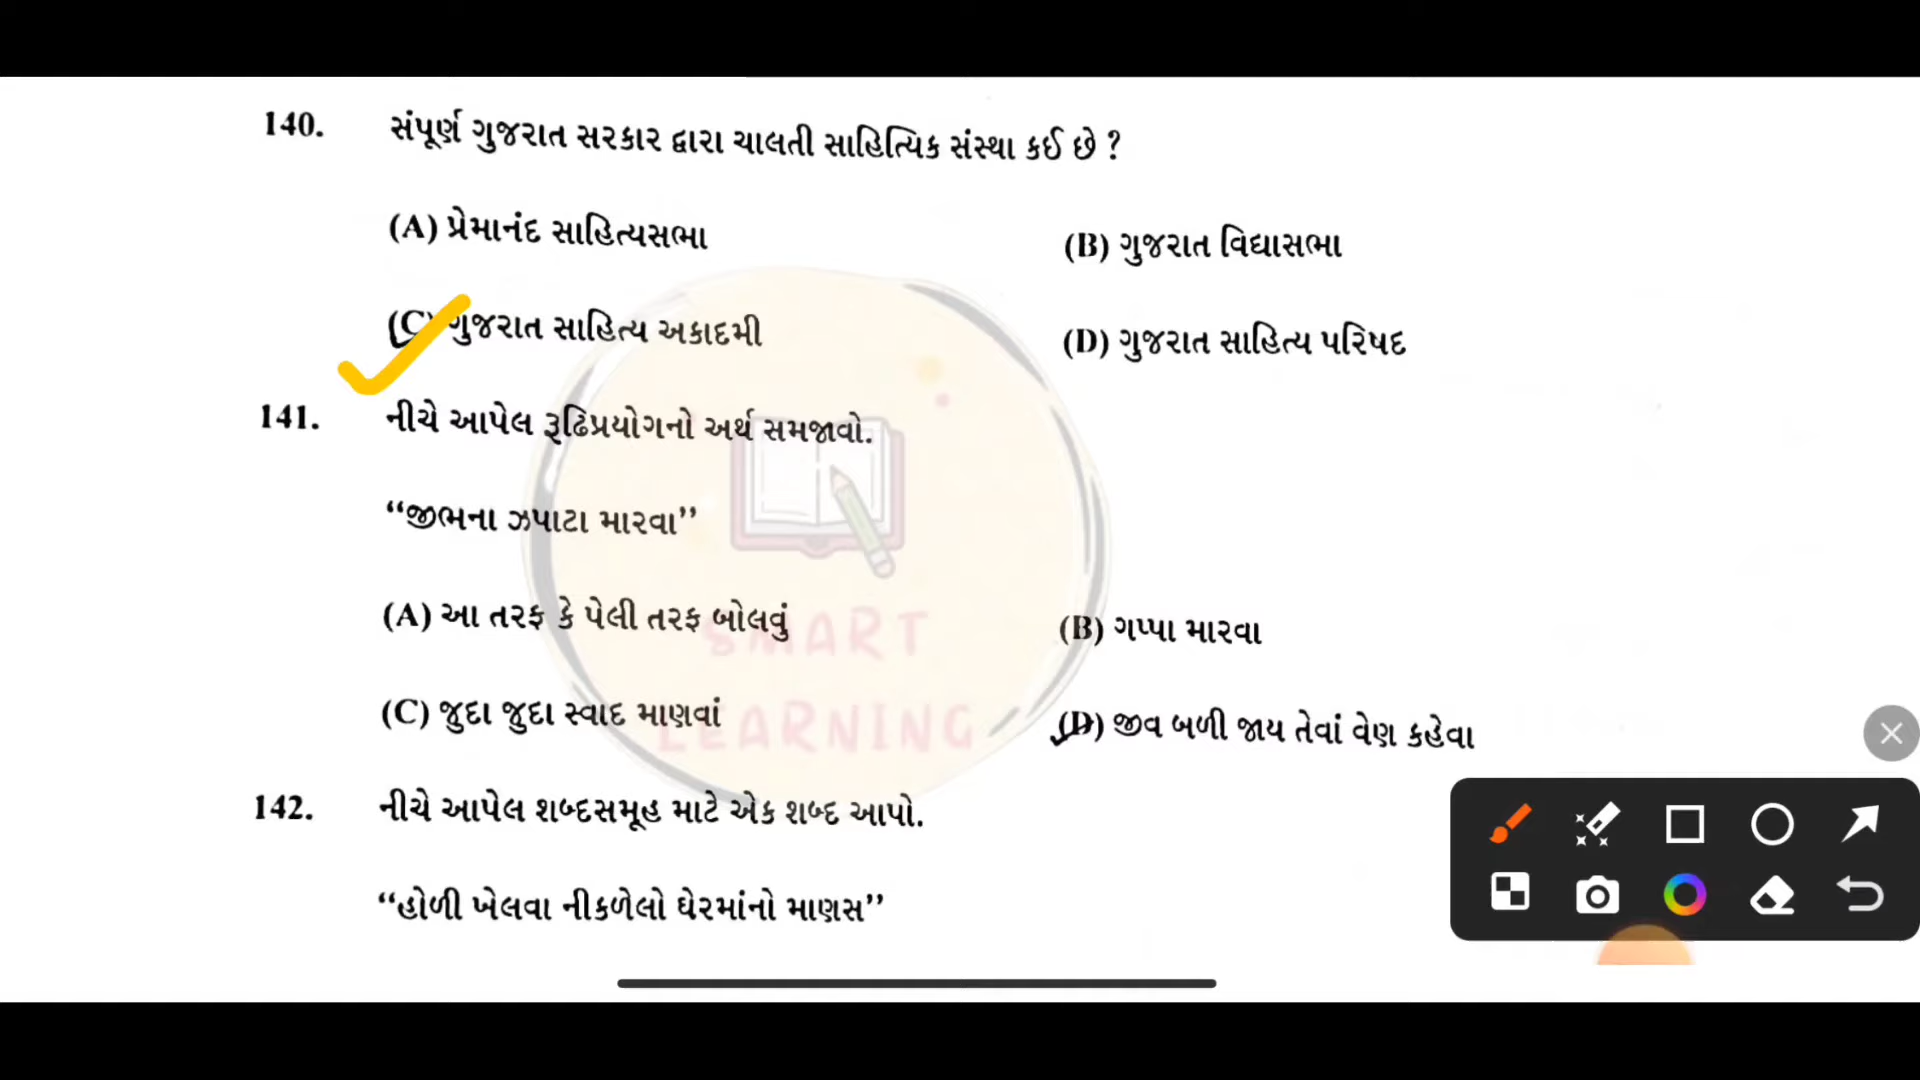 140. સંપૂર્ણ ગુજરાત સરકાર દ્વારા ચાલતી સાહિત્યિક સંસ્થા કઈ છે ?
(A) પ્રેમાનંદ સાહિત્યસભા
(B) ગુજરાત વિદ્યાસભા
(C) ગુજરાત સાહિત્ય અકાદમી
(D) ગુજરાત સાહિત્ય પરિષદ
141. નીચે આપેલ રૂઢિપ્રયોગનો અર્થ સમજાવો.
“જીભના ઝપાટા મારવા”
(A) આ તરફ કે પેલી તરફ બોલવું
(B) ગપ્પા મારવા
SMART
(C) જુદા જુદા સ્વાદ માણવાં
(D) જીવ બળી જાય તેવાં વેણ કહેવા
LEARNING
142. નીચે આપેલ શબ્દસમૂહ માટે એક શબ્દ આપો.
“હોળી ખેલવા નીકળેલો ઘેરમાંનો માણસ”